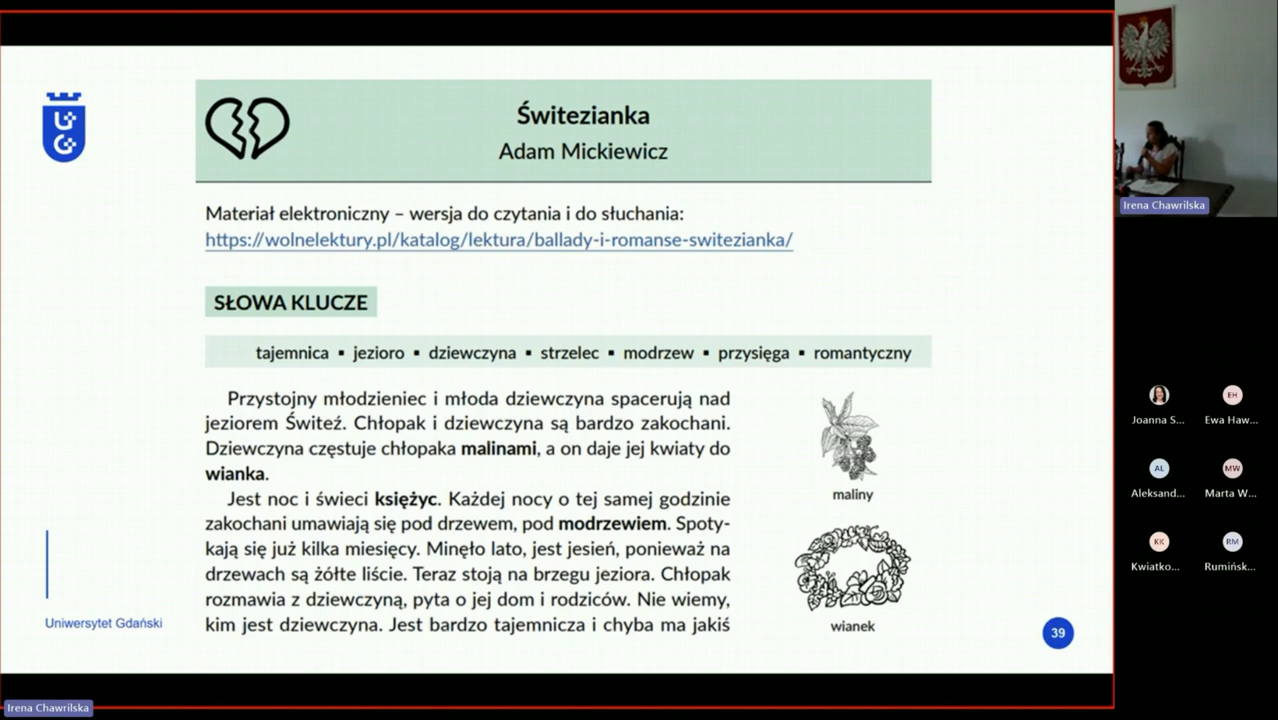 Świtezianka
Adam Mickiewicz
Materiał elektroniczny – wersja do czytania i do słuchania:
https://wolnelektury.pl/katalog/lektura/ballady-i-romanse-switezianka/
SŁOWA KLUCZE
tajemnica ▪ jezioro ▪ dziewczyna ▪ strzelec ▪ modrzew ▪ przysięga ▪ romantyczny
Przystojny młodzieniec i młoda dziewczyna spacerują nad
jeziorem Świteź. Chłopak i dziewczyna są bardzo zakochani.
Dziewczyna częstuje chłopaka malinami, a on daje jej kwiaty do
wianka.
Jest noc i świeci księżyc. Każdej nocy o tej samej godzinie
zakochani umawiają się pod drzewem, pod modrzewiem. Spoty-
kają się już kilka miesięcy. Minęło lato, jest jesień, ponieważ na
drzewach są żółte liście. Teraz stoją na brzegu jeziora. Chłopak
rozmawia z dziewczyną, pyta o jej dom i rodziców. Nie wiemy,
kim jest dziewczyna. Jest bardzo tajemnicza i chyba ma jakiś
maliny
wianek
Uniwersytet Gdański
39
Irena Chawrilska
Irena Chawrilska
Joanna S...
EH
Ewa Haw...
AL
Aleksand...
MW
Marta W...
KK
Kwiatko...
RM
Rumińsk...